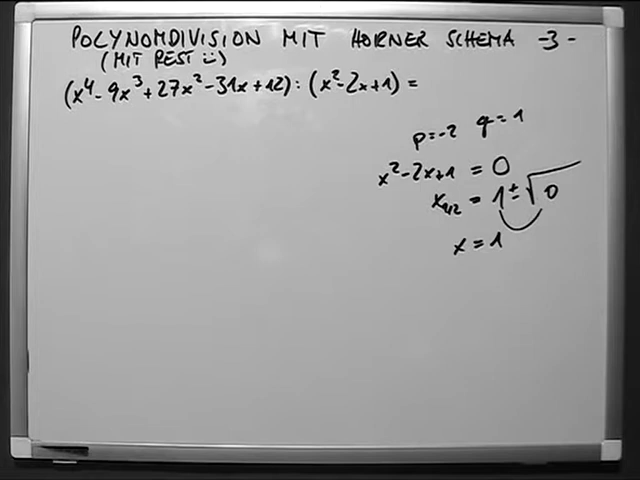 POLYNOMDIVISION MIT HORNER SCHEMA -3-
(MIT REST :))
(x⁴-9x³+27x²-31x+12):(x²-2x+1)=
p=-2 q=1
x²-2x+1 = 0
x₁/₂ = 1±√0
x=1